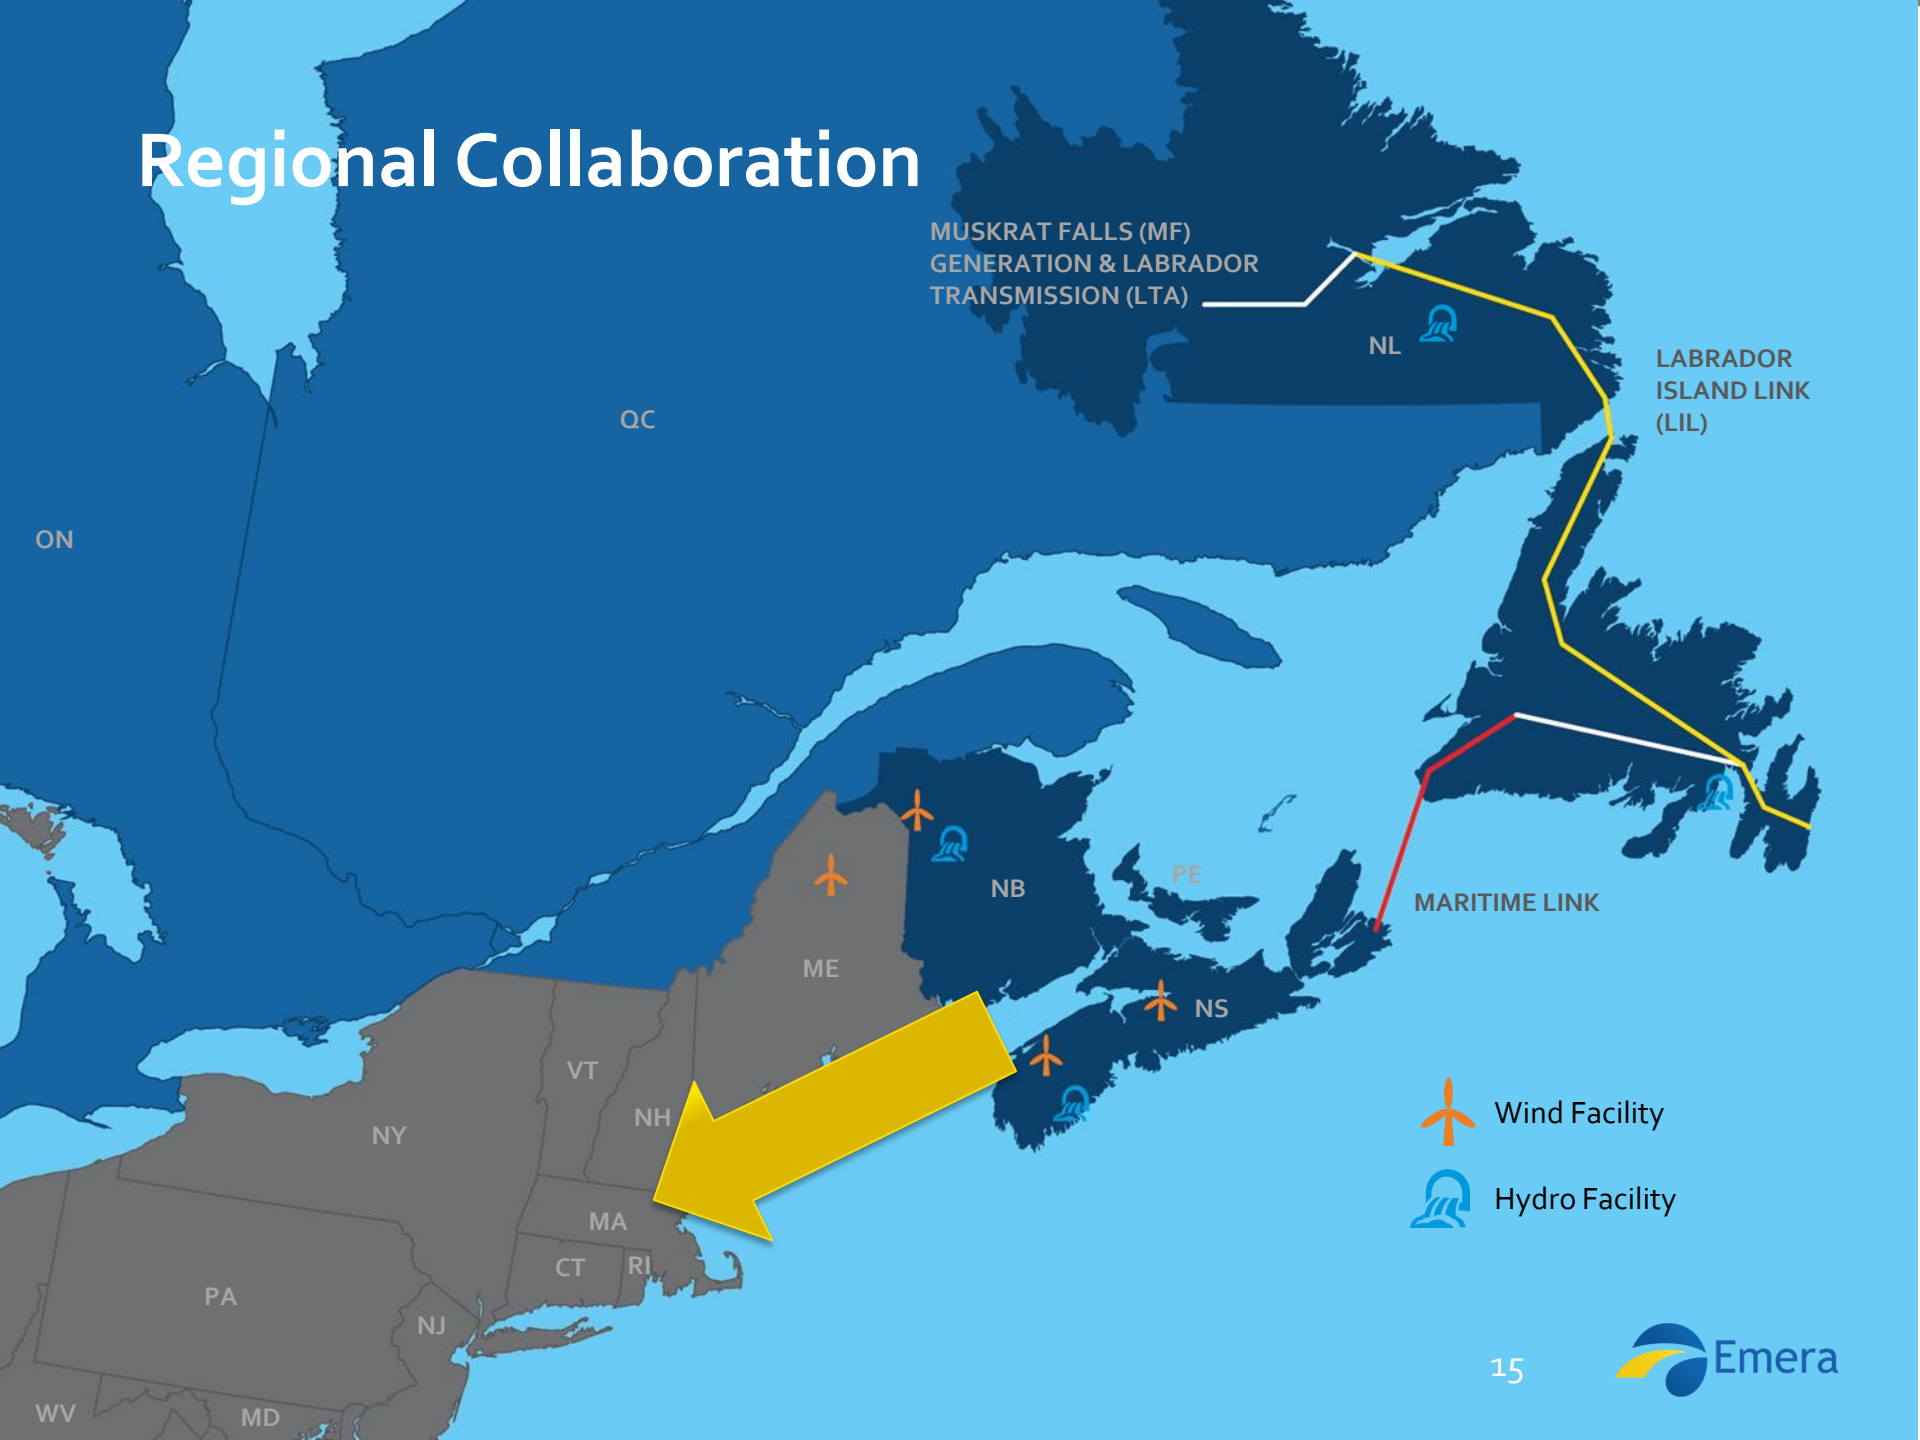 Regional Collaboration
MUSKRAT FALLS (MF)
GENERATION & LABRADOR
TRANSMISSION (LTA)
NL
LABRADOR
ISLAND LINK
(LIL)
QC
ON
PE
NB
MARITIME LINK
ME
NS
VT
NH
NY
Wind Facility
Hydro Facility
MA
CT
RI
PA
NJ
WV
MD
15
Emera